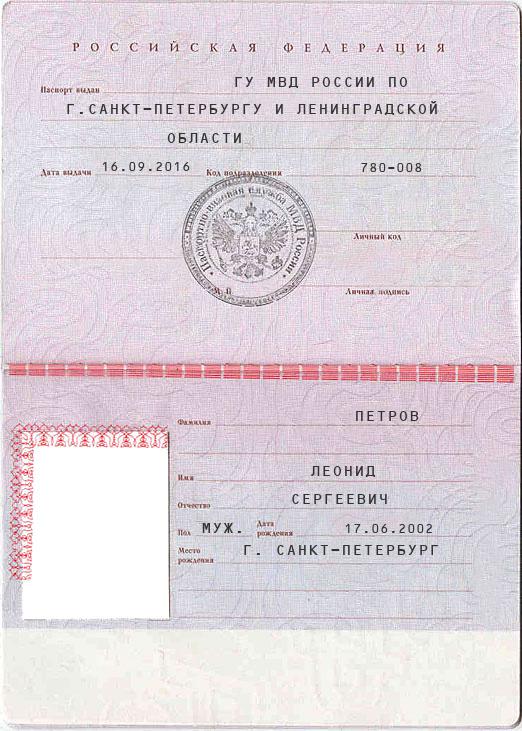 РОССИЙСКАЯ ФЕДЕРАЦИЯ
Паспорт выдан ГУ МВД РОССИИ ПО
Г.САНКТ-ПЕТЕРБУРГУ И ЛЕНИНГРАДСКОЙ
ОБЛАСТИ
Дата выдачи 16.09.2016 Код подразделения 780-008
Паспортно-визовая служба МВД России
Личный код
М П Личная подпись
Фамилия ПЕТРОВ
Имя ЛЕОНИД
Отчество СЕРГЕЕВИЧ
Пол МУЖ. Дата рождения 17.06.2002
Место рождения Г. САНКТ-ПЕТЕРБУРГ